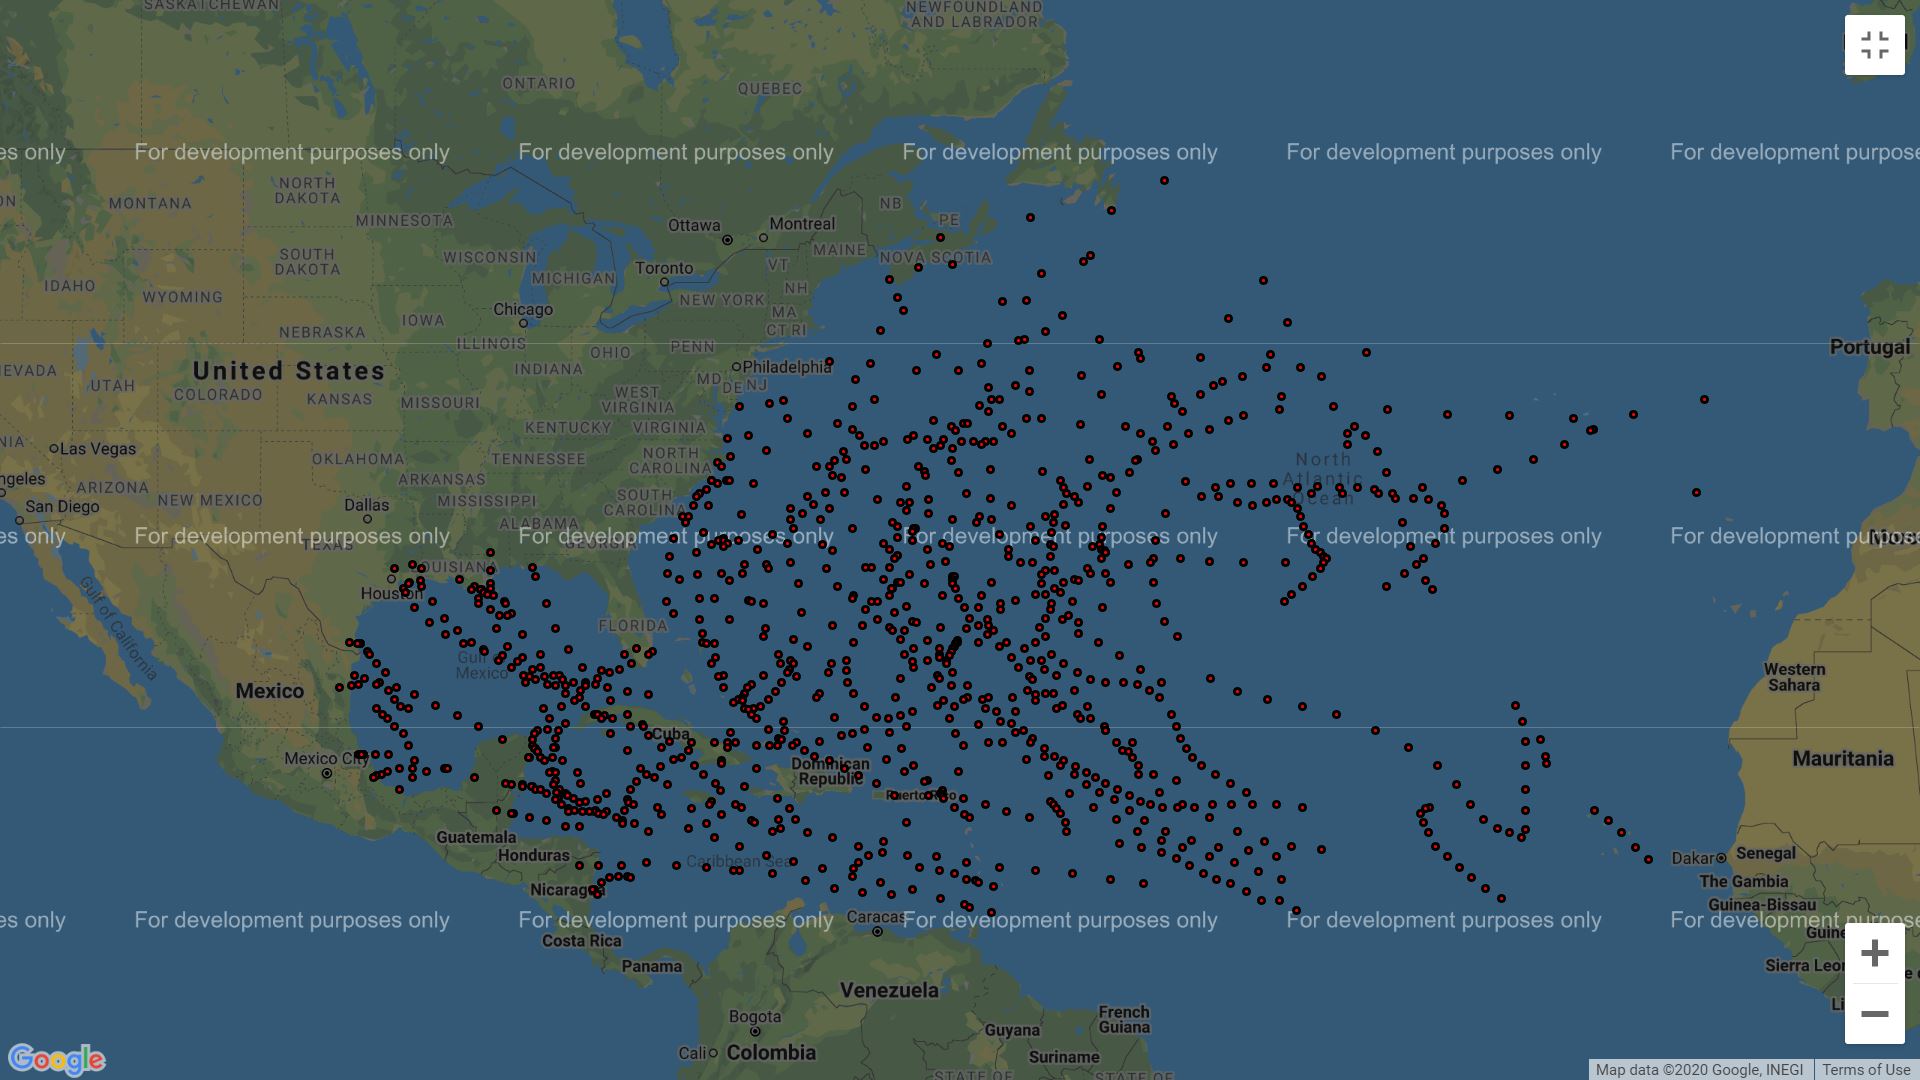 SASKATCHEWAN
NEWFOUNDLAND
AND LABRADOR
ONTARIO
QUEBEC
es only
For development purposes only
For development purposes only
For development purposes only
For development purposes only
For development purpose
NORTH
DAKOTA
MONTANA
MINNESOTA
NB
PE
Ottawa
Montreal
MAINE
NOVA SCOTIA
SOUTH
DAKOTA
WISCONSIN
VT
Toronto
MICHIGAN
IDAHO
WYOMING
NH
NEW YORK
MA
CT RI
Chicago
IOWA
NEBRASKA
ILLINOIS
OHIO
PENN
Portugal
United States
INDIANA
Philadelphia
EVADA
UTAH
COLORADO
KANSAS
MISSOURI
MD
DE
NJ
WEST
VIRGINIA
KENTUCKY
VIRGINIA
NIA
Las Vegas
OKLAHOMA
TENNESSEE
NORTH
CAROLINA
North
Atlantic
Ocean
ngeles
ARIZONA
NEW MEXICO
ARKANSAS
MISSISSIPPI
SOUTH
CAROLINA
San Diego
Dallas
ALABAMA
es only
For development purposes only
For development purposes only
For development purposes only
For development purposes only
For development purpose
TEXAS
GEORGIA
LOUISIANA
Houston
Gulf of California
FLORIDA
Gulf
Mexico
Mexico
Western
Sahara
Cuba
Mexico City
Dominican
Republic
Mauritania
Puerto Rico
Guatemala
Honduras
Caribbean Sea
Dakar
Senegal
Nicaragua
The Gambia
Guinea-Bissau
Caracas
es only
For development purposes only
For development purposes only
For development purposes only
For development purposes only
For development purpose
Costa Rica
Panama
Sierra Leo
Venezuela
Bogota
French
Guiana
Guyana
Cali
Colombia
Suriname
STATE OF
STATE OF
Google
Map data ©2020 Google, INEGI
Terms of Use